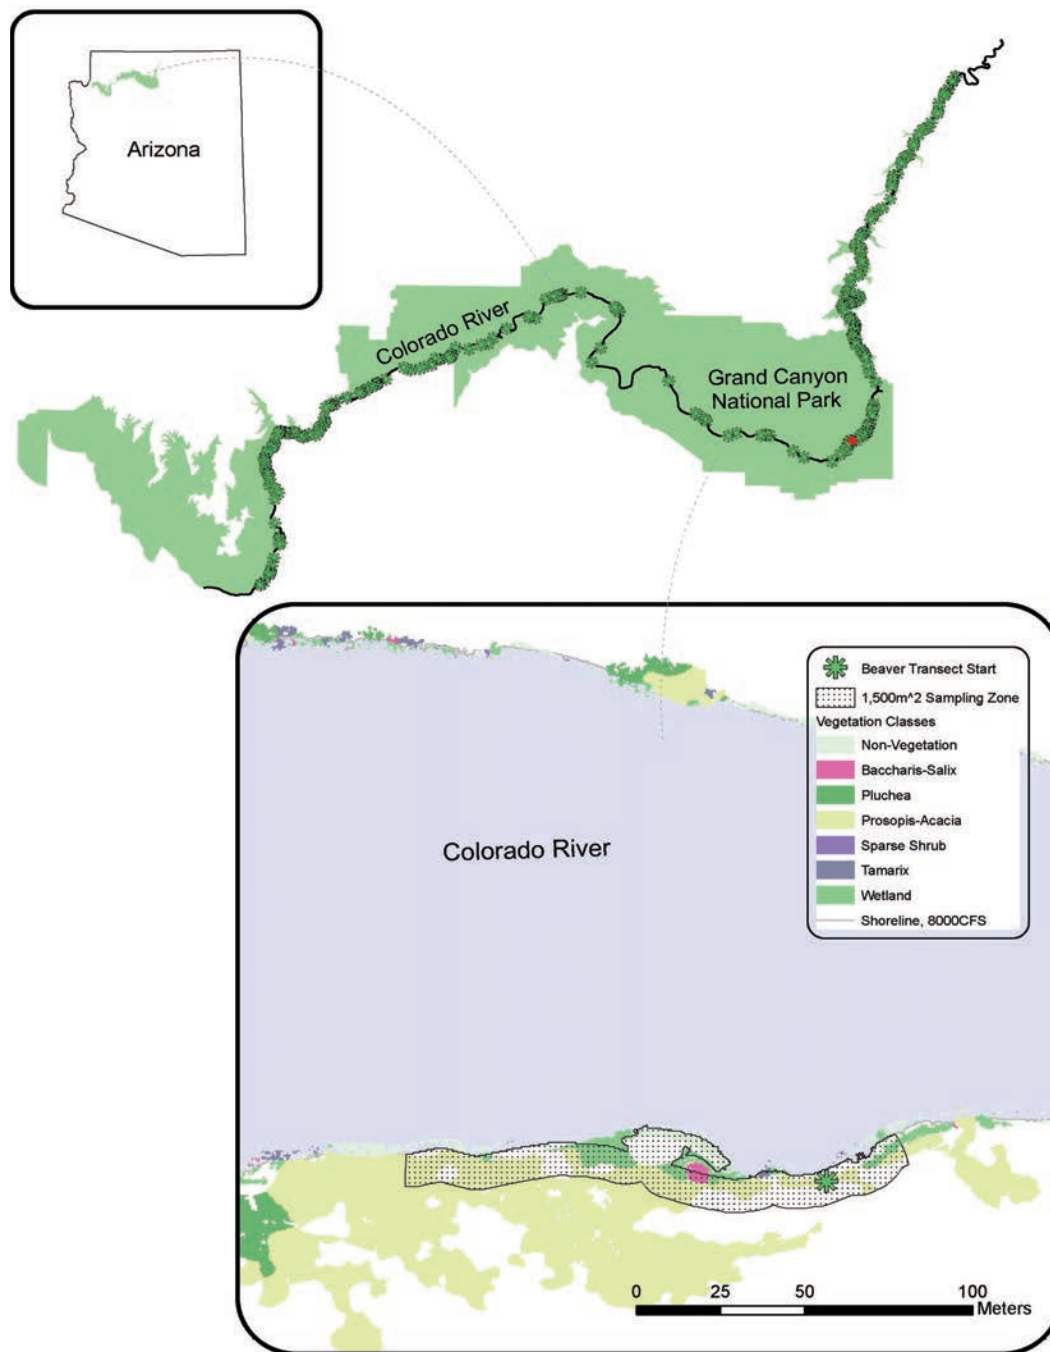 Arizona
Colorado River
Grand Canyon
National Park
Beaver Transect Start
1,500m^2 Sampling Zone
Vegetation Classes
Non-Vegetation
Baccharis-Salix
Pluchea
Prosopis-Acacia
Sparse Shrub
Tamarix
Wetland
Shoreline, 8000CFS
Colorado River
0 25 50 100
Meters